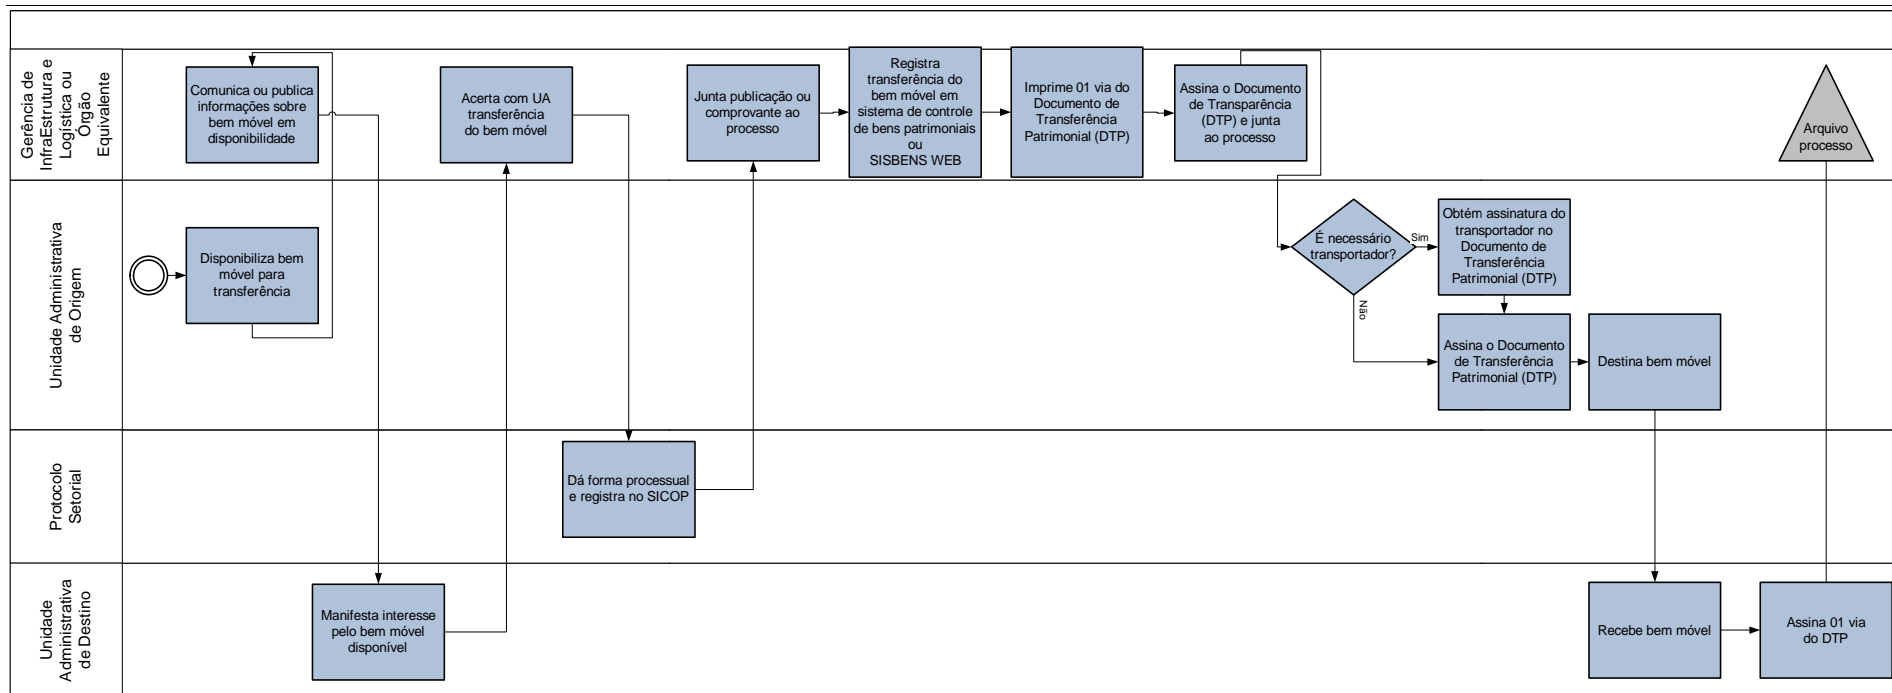 Gerência de
InfraEstrutura e
Logística ou
Órgão
Equivalente
Comunica ou publica
informações sobre
bem móvel em
disponibilidade
Acerta com UA
transferência
do bem móvel
Junta publicação ou
comprovante ao
processo
Registra
transferência do
bem móvel em
sistema de controle
de bens patrimoniais
ou
SISBENS WEB
Imprime 01 via do
Documento de
Transferência
Patrimonial (DTP)
Assina o Documento
de Transparência
(DTP) e junta
ao processo
Arquivo
processo
Unidade Administrativa
de Origem
Disponibiliza bem
móvel para
transferência
É necessário
transportador?
Sim
Não
Obtém assinatura do
transportador no
Documento de
Transferência
Patrimonial (DTP)
Assina o Documento
de Transferência
Patrimonial (DTP)
Destina bem móvel
Protocolo
Setorial
Dá forma processual
e registra no SICOP
Unidade
Administrativa
de Destino
Manifesta interesse
pelo bem móvel
disponível
Recebe bem móvel
Assina 01 via
do DTP